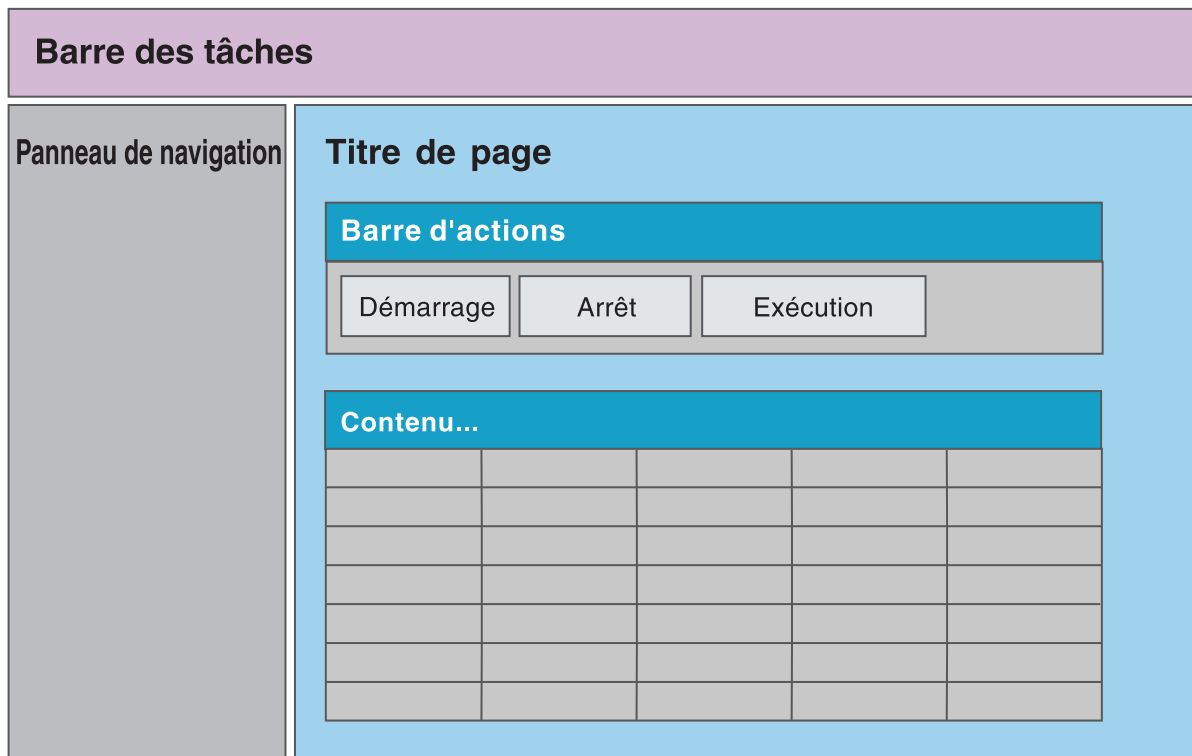 Barre des tâches
Panneau de navigation
Titre de page
Barre d'actions
Démarrage
Arrêt
Exécution
Contenu...